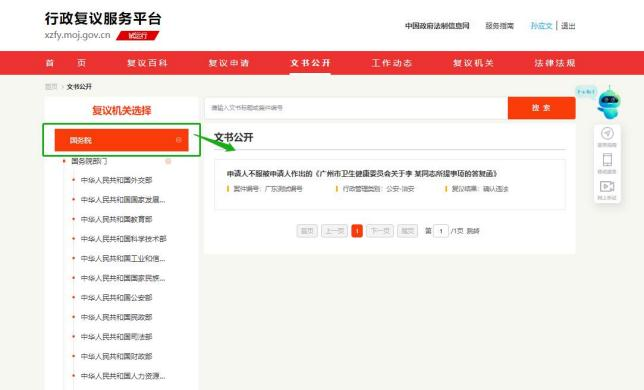 行政复议服务平台
xzfy.moj.gov.cn 试运行
中国政府法制信息网 服务指南 孙应文 | 退出
首 页 复议百科 复议申请 文书公开 工作动态 复议机关 法律法规
首页 > 文书公开
复议机关选择
请输入文书标题或案件编号
搜 索
国务院
文书公开
国务院部门
申请人不服被申请人作出的《广州市卫生健康委员会关于李 某同志所提事项的答复函》
案件编号：广东测试编号 行政管理类别：公安-治安 复议结果：确认违法
中华人民共和国外交部
中华人民共和国国家发展...
中华人民共和国教育部
首页 上一页 1 下一页 尾页 第 1 /1页 跳转
中华人民共和国科学技术部
中华人民共和国工业和信...
中华人民共和国国家民族...
中华人民共和国公安部
中华人民共和国民政部
中华人民共和国司法部
中华人民共和国财政部
中华人民共和国人力资源...